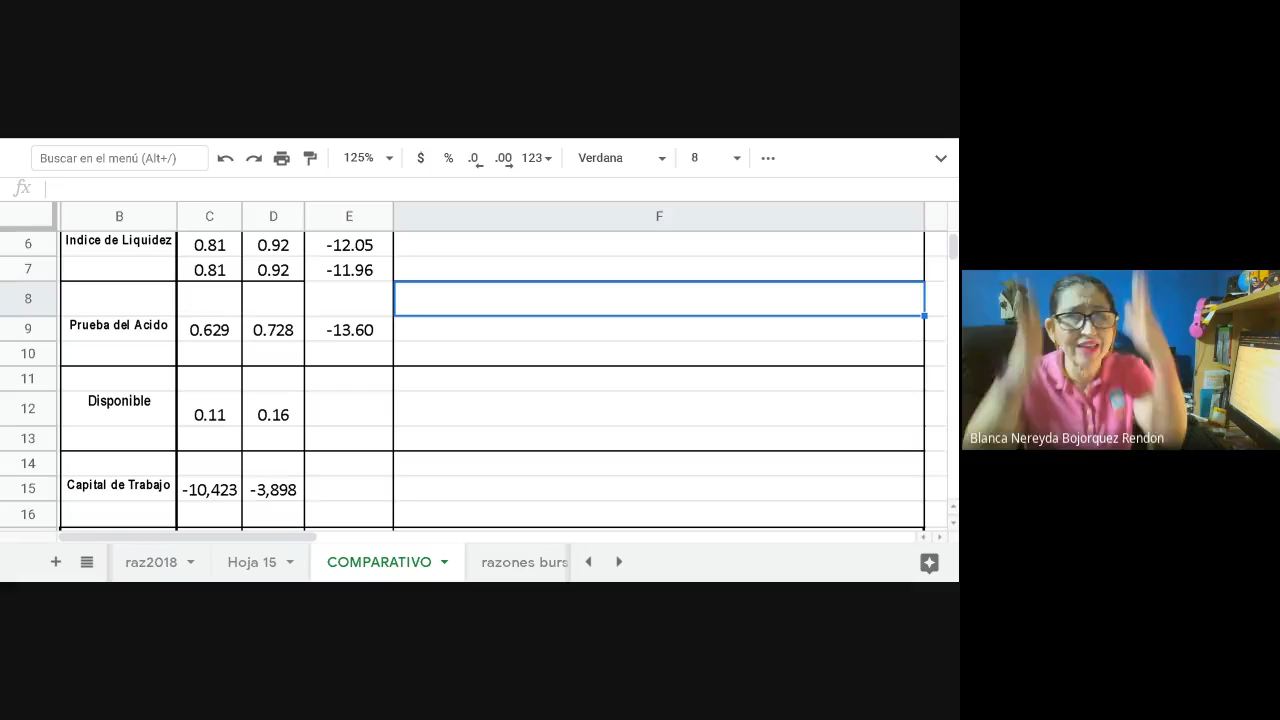 Buscar en el menú (Alt+/)
125%
$ % .0 .00 123
Verdana
8
fx
B C D E F
6 Indice de Liquidez 0.81 0.92 -12.05
7 0.81 0.92 -11.96
8
9 Prueba del Acido 0.629 0.728 -13.60
10
11
12 Disponible 0.11 0.16
13
14
15 Capital de Trabajo -10,423 -3,898
16
+ raz2018 Hoja 15 COMPARATIVO razones burs
Blanca Nereyda Bojorquez Rendon